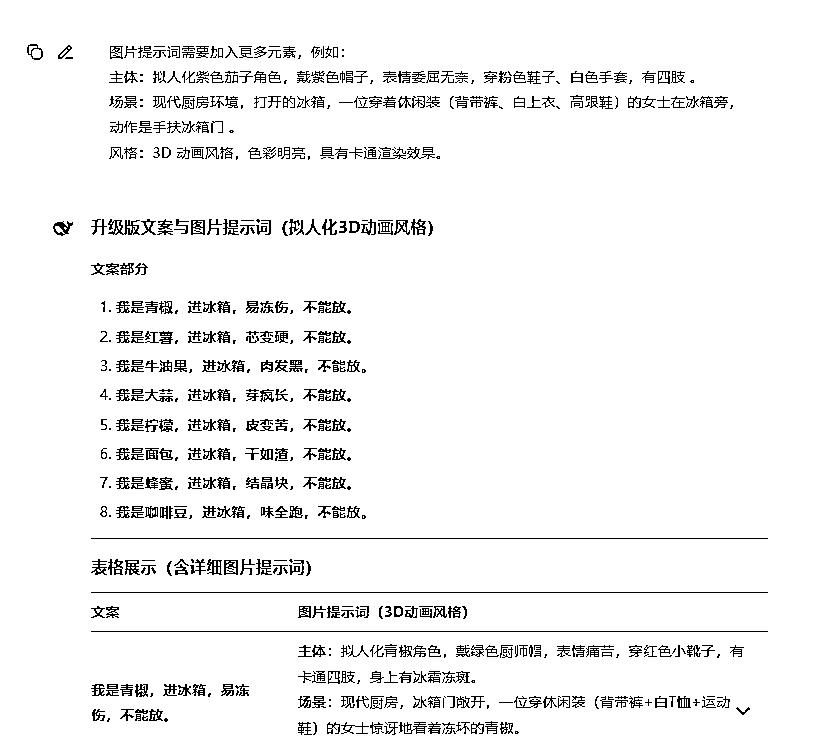 图片提示词需要加入更多元素，例如：
主体：拟人化紫色茄子角色，戴紫色帽子，表情委屈无奈，穿粉色鞋子、白色手套，有四肢 。
场景：现代厨房环境，打开的冰箱，一位穿着休闲装（背带裤、白上衣、高跟鞋）的女士在冰箱旁，
动作是手扶冰箱门 。
风格：3D 动画风格，色彩明亮，具有卡通渲染效果。
升级版文案与图片提示词（拟人化3D动画风格）
文案部分
1. 我是青椒，进冰箱，易冻伤，不能放。
2. 我是红薯，进冰箱，芯变硬，不能放。
3. 我是牛油果，进冰箱，肉发黑，不能放。
4. 我是大蒜，进冰箱，芽疯长，不能放。
5. 我是柠檬，进冰箱，皮变苦，不能放。
6. 我是面包，进冰箱，干如渣，不能放。
7. 我是蜂蜜，进冰箱，结晶块，不能放。
8. 我是咖啡豆，进冰箱，味全跑，不能放。
表格展示（含详细图片提示词）
文案 图片提示词（3D动画风格）
我是青椒，进冰箱，易冻
伤，不能放。
主体：拟人化青椒角色，戴绿色厨师帽，表情痛苦，穿红色小靴子，有
卡通四肢，身上有冰霜冻斑。
场景：现代厨房，冰箱门敞开，一位穿休闲装（背带裤+白T恤+运动
鞋）的女士惊讶地看着冻坏的青椒。